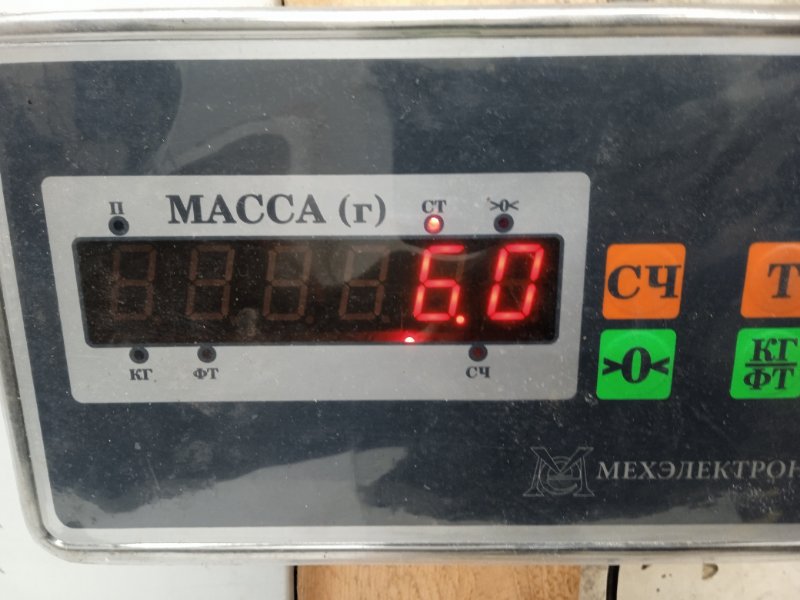 П МАССА (г) СТ >0<
6.0
КГ ФТ СЧ
СЧ Т
>0< КГ
ФТ
МЕХЭЛЕКТРОН